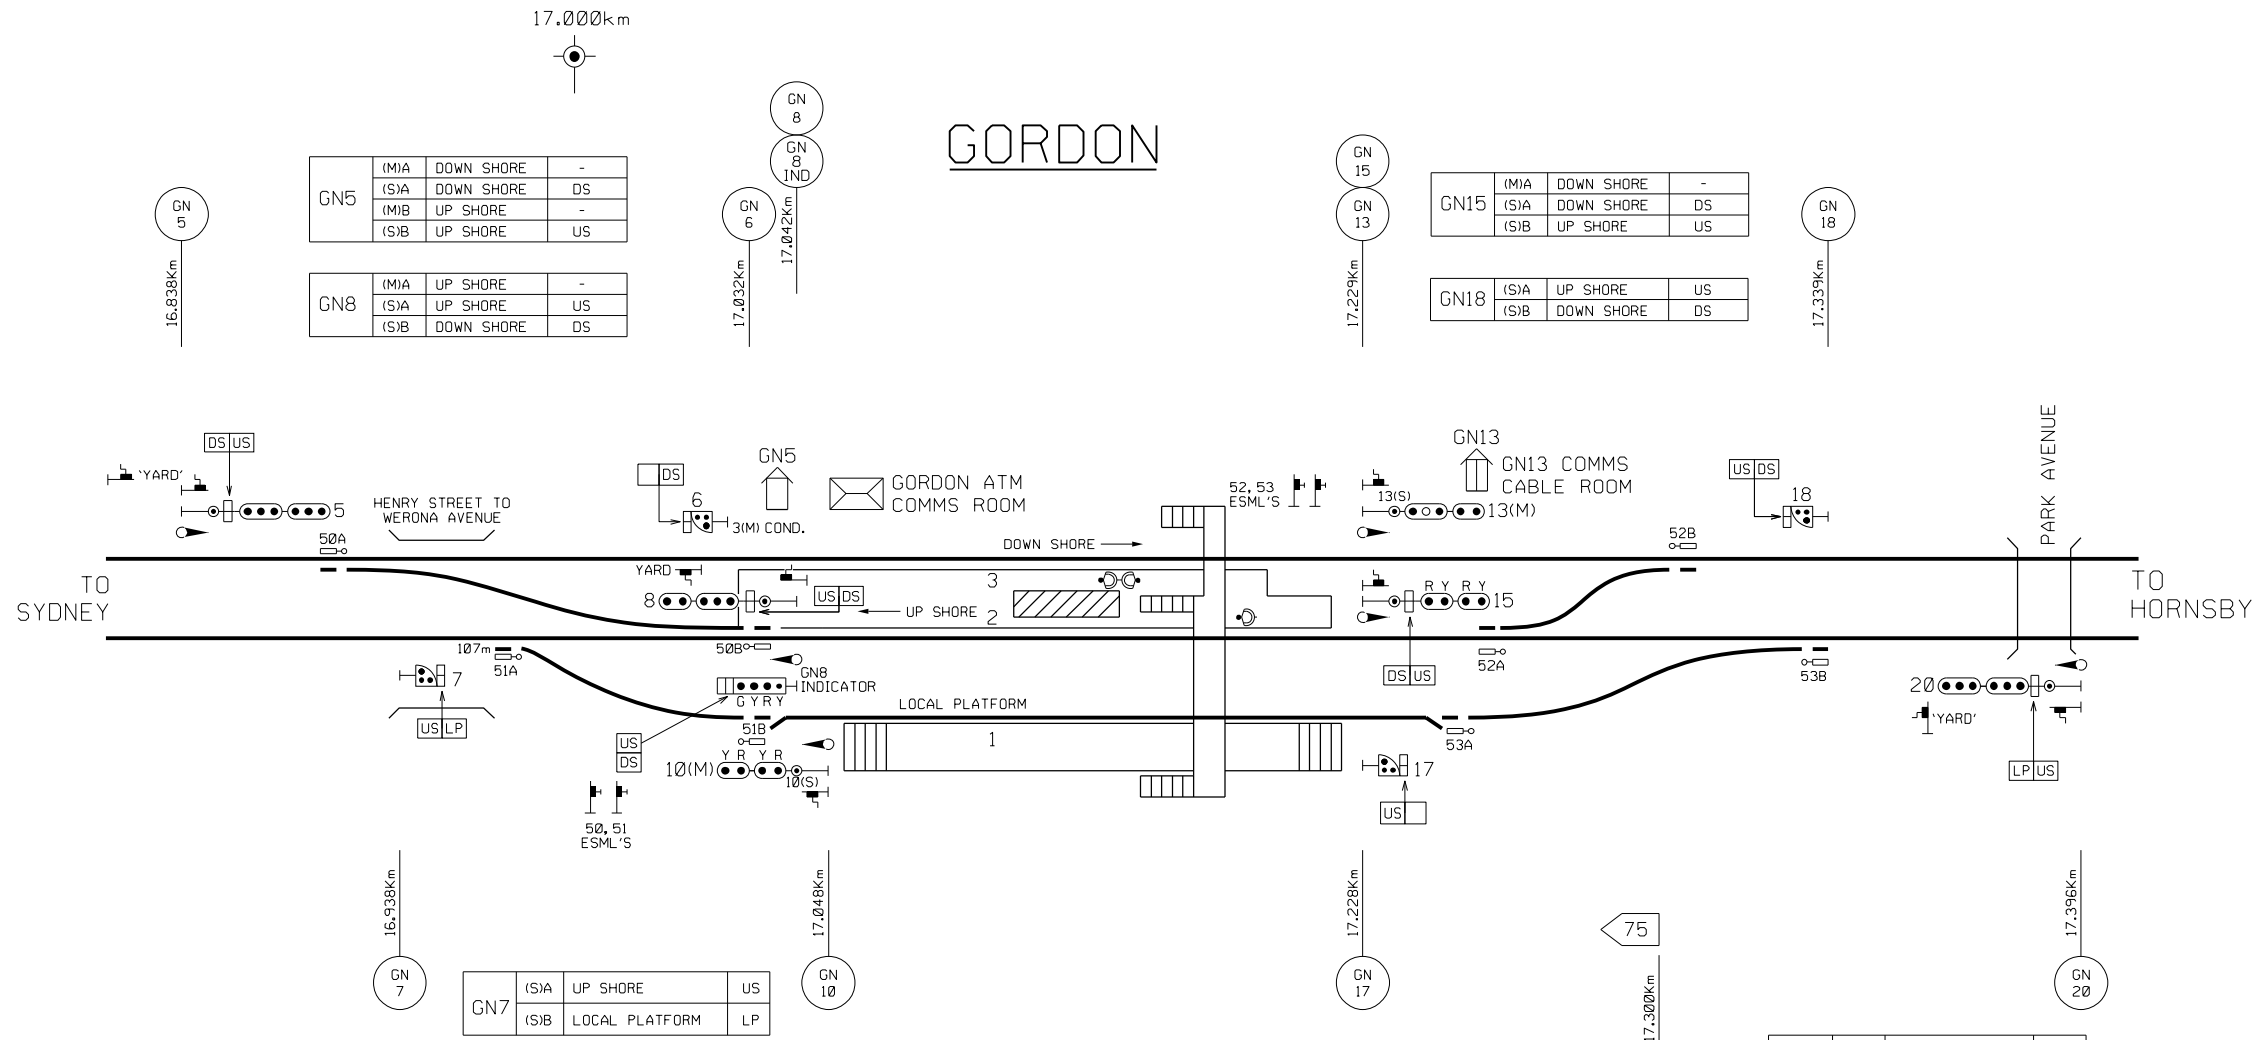 17.000km
GORDON
GN
8
GN
8
IND
GN
5
GN
6
GN
15
GN
13
GN
18
16.838Km
17.032Km
17.042Km
17.229Km
17.339Km
GN5
(M)A DOWN SHORE -
(S)A DOWN SHORE DS
(M)B UP SHORE -
(S)B UP SHORE US
GN8
(M)A UP SHORE -
(S)A UP SHORE US
(S)B DOWN SHORE DS
GN15
(M)A DOWN SHORE -
(S)A DOWN SHORE DS
(S)B UP SHORE US
GN18
(S)A UP SHORE US
(S)B DOWN SHORE DS
DS US
'YARD'
5
HENRY STREET TO
WERONA AVENUE
50A
DS
6
3(M) COND.
GN5
GORDON ATM
COMMS ROOM
52,53
ESML'S
13(S)
13(M)
GN13
GN13 COMMS
CABLE ROOM
US DS
18
PARK AVENUE
DOWN SHORE
52B
TO
SYDNEY
YARD
8
US DS
UP SHORE
3
2
R Y R Y
15
TO
HORNSBY
107m
51A
50B
7
US LP
GN8
INDICATOR
G Y R Y
LOCAL PLATFORM
DS US
52A
53B
20
'YARD'
US
DS
51B
Y R Y R
10(M)
10(S)
1
53A
17
US
LP US
50,51
ESML'S
16.938Km
17.048Km
17.228Km
75
17.300Km
17.396Km
GN
7
GN
10
GN
17
GN
20
GN7
(S)A UP SHORE US
(S)B LOCAL PLATFORM LP